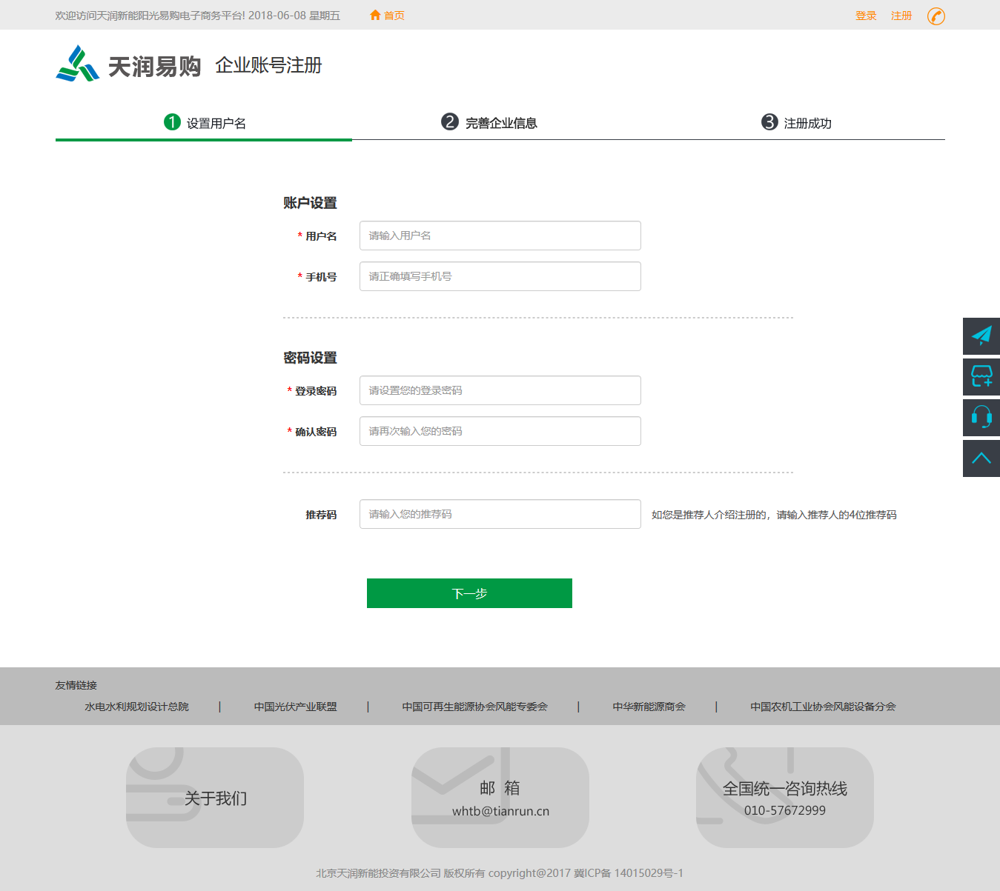 欢迎访问天润新能阳光易购电子商务平台! 2018-06-08 星期五 首页 登录 注册
天润易购 企业账号注册
1 设置用户名 2 完善企业信息 3 注册成功
账户设置
* 用户名 请输入用户名
* 手机号 请正确填写手机号
密码设置
* 登录密码 请设置您的登录密码
* 确认密码 请再次输入您的密码
推荐码 请输入您的推荐码 如您是推荐人介绍注册的，请输入推荐人的4位推荐码
下一步
友情链接
水电水利规划设计总院 | 中国光伏产业联盟 | 中国可再生能源协会风能专委会 | 中华新能源商会 | 中国农机工业协会风能设备分会
关于我们
邮 箱
whtb@tianrun.cn
全国统一咨询热线
010-57672999
北京天润新能投资有限公司 版权所有 copyright@2017 冀ICP备 14015029号-1